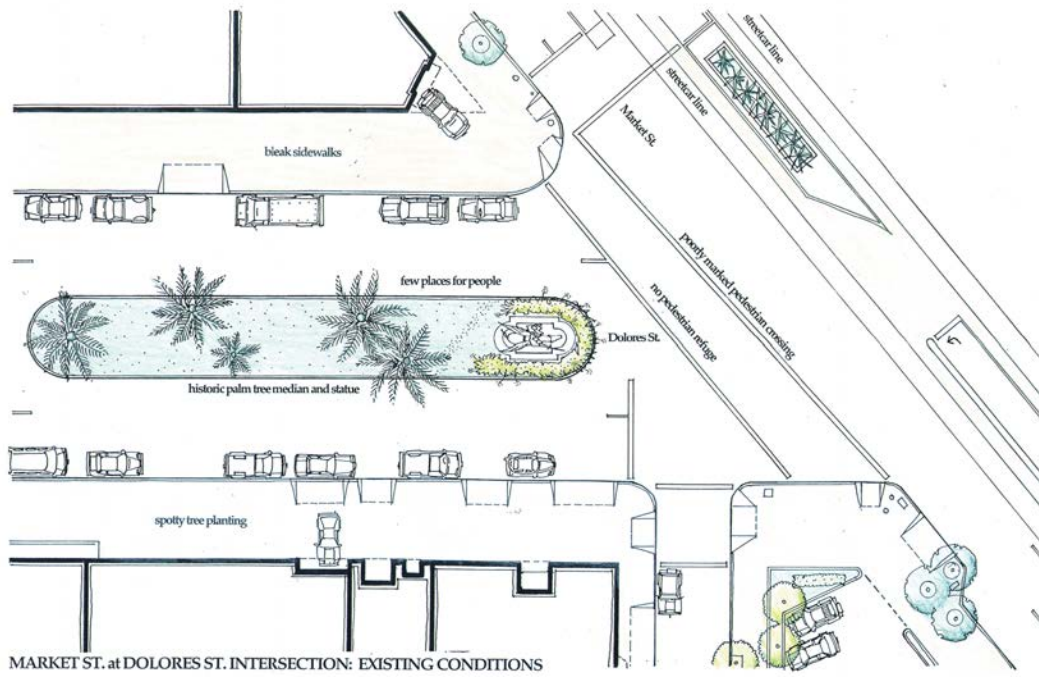 streetcar line
streetcar line
Market St.
bleak sidewalks
poorly marked pedestrian crossing
no pedestrian refuge
few places for people
Dolores St.
historic palm tree median and statue
spotty tree planting
MARKET ST. at DOLORES ST. INTERSECTION: EXISTING CONDITIONS